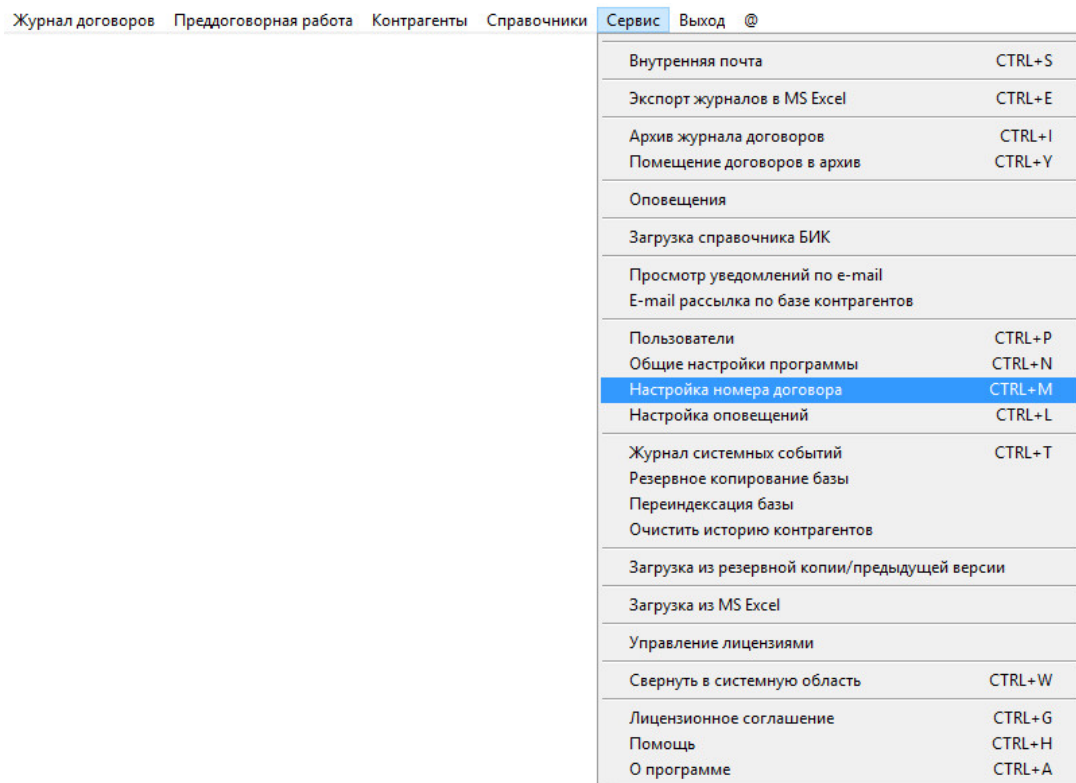 Журнал договоров Преддоговорная работа Контрагенты Справочники Сервис Выход @
Внутренняя почта CTRL+S
Экспорт журналов в MS Excel CTRL+E
Архив журнала договоров CTRL+I
Помещение договоров в архив CTRL+Y
Оповещения
Загрузка справочника БИК
Просмотр уведомлений по e-mail
E-mail рассылка по базе контрагентов
Пользователи CTRL+P
Общие настройки программы CTRL+N
Настройка номера договора CTRL+M
Настройка оповещений CTRL+L
Журнал системных событий CTRL+T
Резервное копирование базы
Переиндексация базы
Очистить историю контрагентов
Загрузка из резервной копии/предыдущей версии
Загрузка из MS Excel
Управление лицензиями
Свернуть в системную область CTRL+W
Лицензионное соглашение CTRL+G
Помощь CTRL+H
О программе CTRL+A